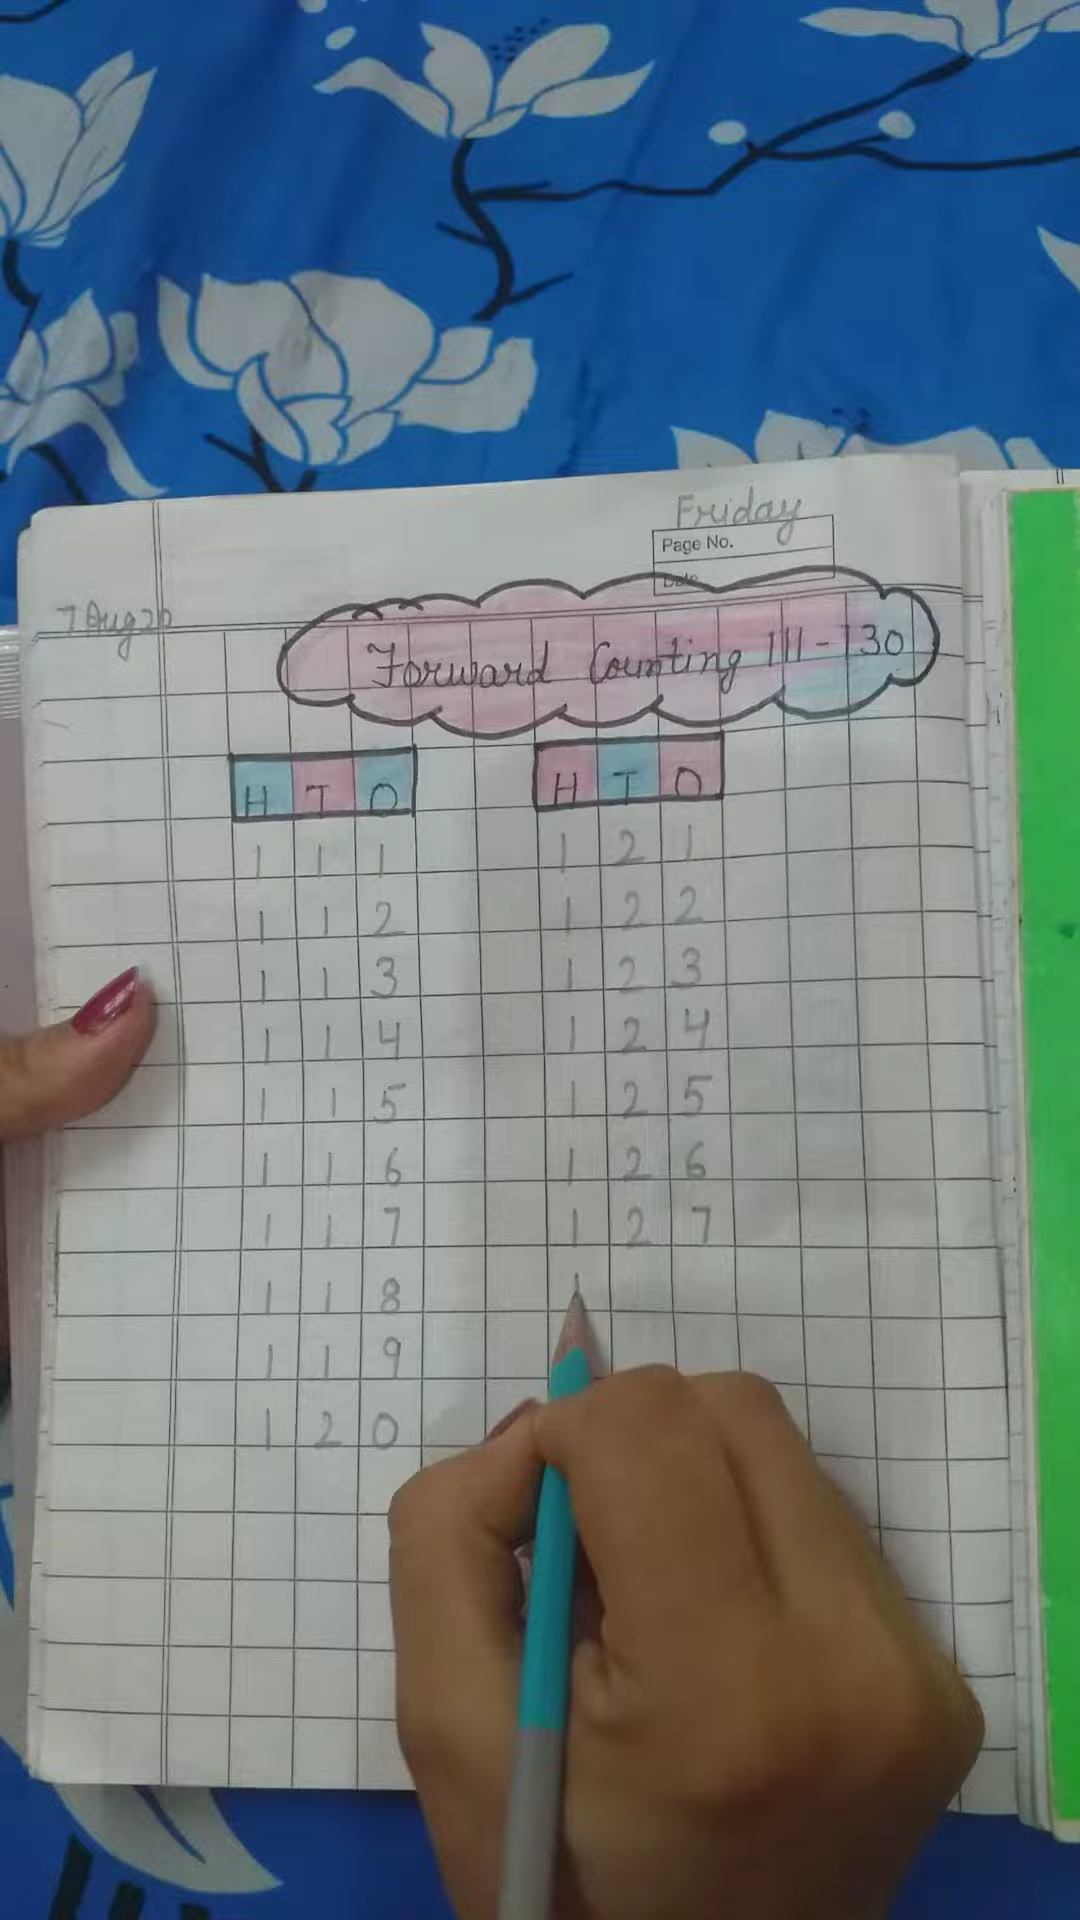 Friday
Page No.
Date
7 Aug 20
Forward Counting 111-130
H T O
1 1 1
1 1 2
1 1 3
1 1 4
1 1 5
1 1 6
1 1 7
1 1 8
1 1 9
1 2 0
H T O
1 2 1
1 2 2
1 2 3
1 2 4
1 2 5
1 2 6
1 2 7
1